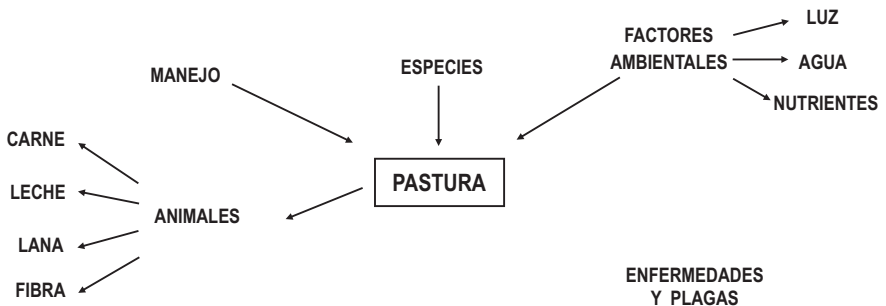 LUZ
FACTORES
AMBIENTALES
AGUA
NUTRIENTES
ESPECIES
MANEJO
CARNE
LECHE
LANA
FIBRA
ANIMALES
PASTURA
ENFERMEDADES
Y PLAGAS